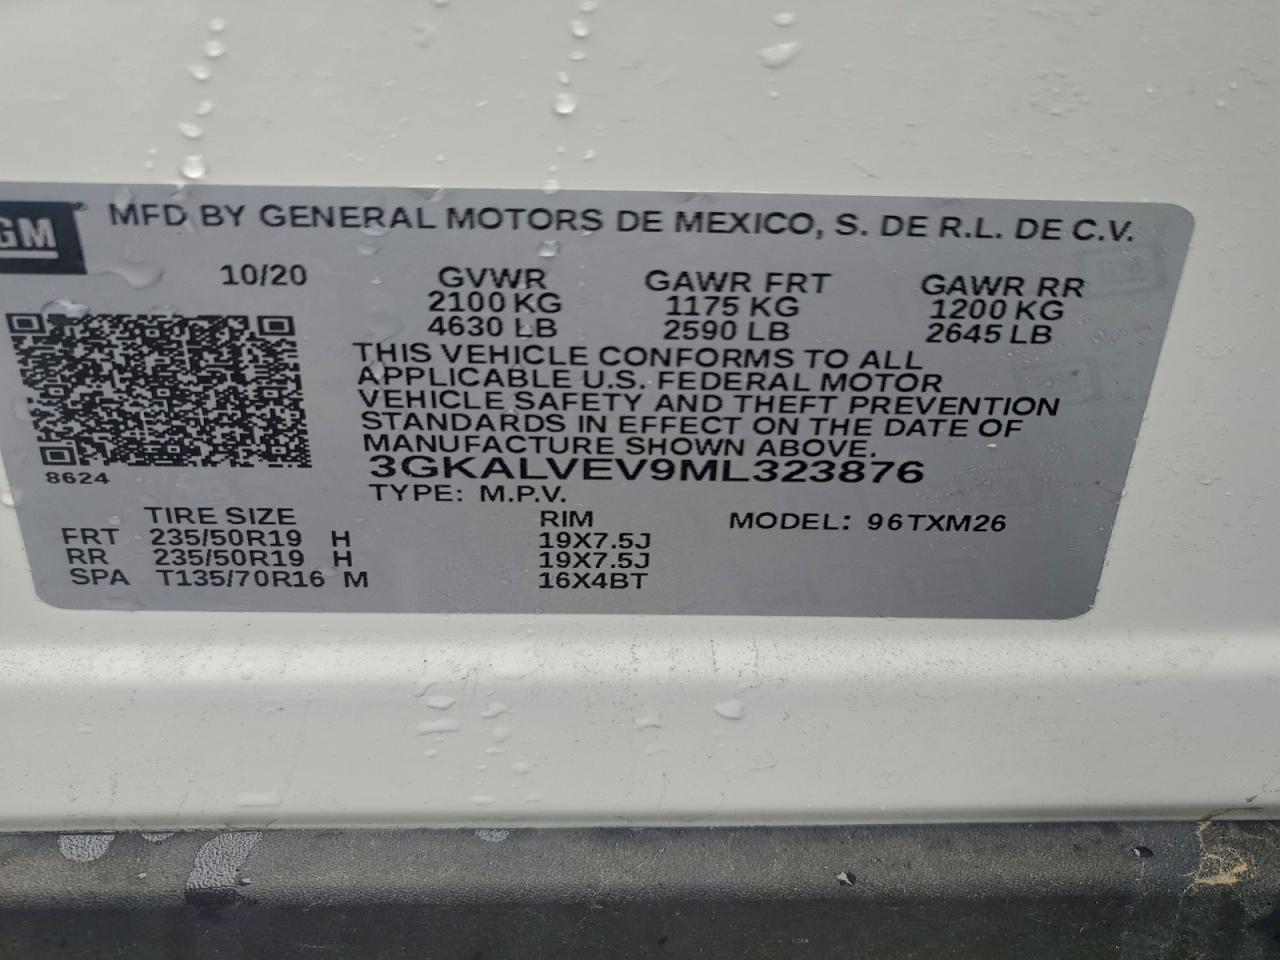 GM
MFD BY GENERAL MOTORS DE MEXICO, S. DE R.L. DE C.V.
10/20 GVWR GAWR FRT GAWR RR
2100 KG 1175 KG 1200 KG
4630 LB 2590 LB 2645 LB
THIS VEHICLE CONFORMS TO ALL
APPLICABLE U.S. FEDERAL MOTOR
VEHICLE SAFETY AND THEFT PREVENTION
STANDARDS IN EFFECT ON THE DATE OF
MANUFACTURE SHOWN ABOVE.
3GKALVEV9ML323876
8624
TYPE: M.P.V.
TIRE SIZE RIM MODEL: 96TXM26
FRT 235/50R19 H 19X7.5J
RR 235/50R19 H 19X7.5J
SPA T135/70R16 M 16X4BT